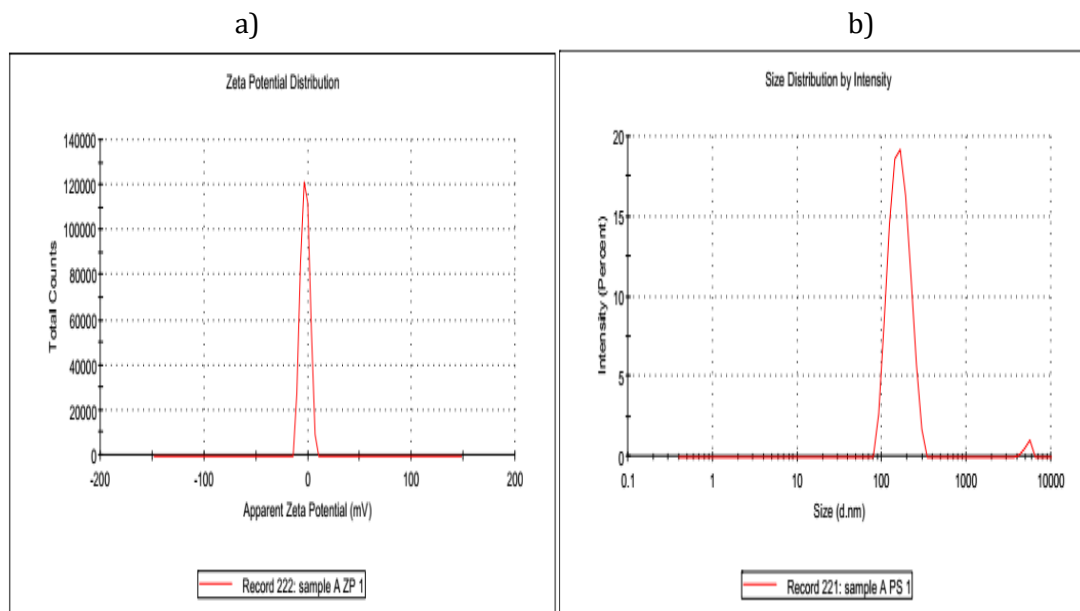 a)
b)
Zeta Potential Distribution
140000
120000
100000
80000
60000
40000
20000
0
Total Counts
-200 -100 0 100 200
Apparent Zeta Potential (mV)
Record 222: sample A ZP 1
Size Distribution by Intensity
20
15
10
5
0
Intensity (Percent)
0.1 1 10 100 1000 10000
Size (d.nm)
Record 221: sample A PS 1